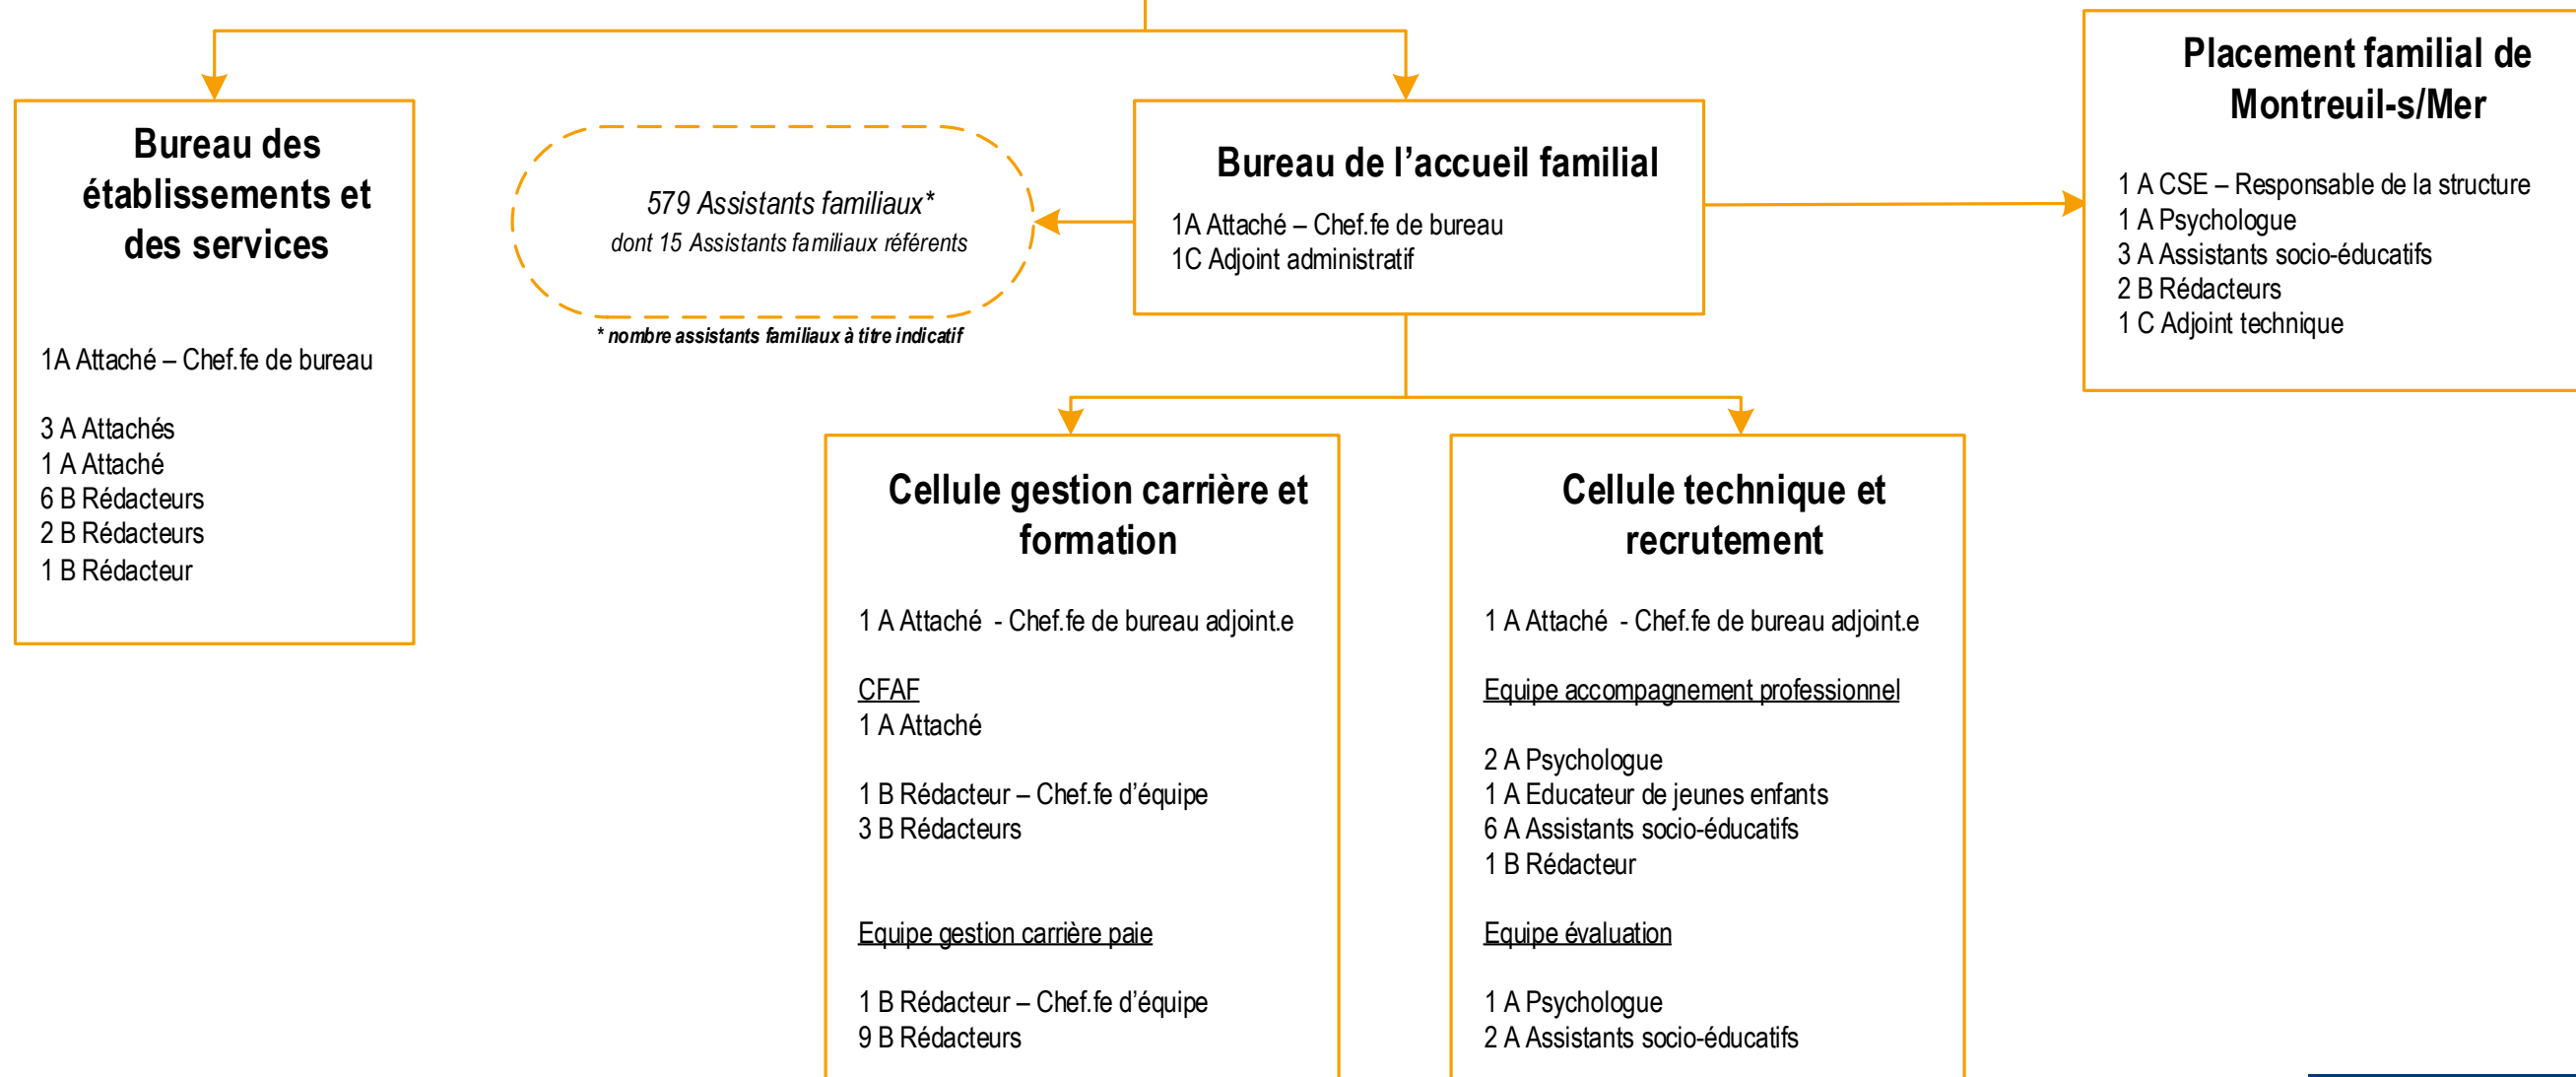 Bureau des
établissements et
des services
1A Attaché – Chef.fe de bureau
3 A Attachés
1 A Attaché
6 B Rédacteurs
2 B Rédacteurs
1 B Rédacteur
579 Assistants familiaux*
dont 15 Assistants familiaux référents
* nombre assistants familiaux à titre indicatif
Bureau de l’accueil familial
1A Attaché – Chef.fe de bureau
1C Adjoint administratif
Placement familial de
Montreuil-s/Mer
1 A CSE – Responsable de la structure
1 A Psychologue
3 A Assistants socio-éducatifs
2 B Rédacteurs
1 C Adjoint technique
Cellule gestion carrière et
formation
1 A Attaché - Chef.fe de bureau adjoint.e
CFAF
1 A Attaché
1 B Rédacteur – Chef.fe d’équipe
3 B Rédacteurs
Equipe gestion carrière paie
1 B Rédacteur – Chef.fe d’équipe
9 B Rédacteurs
Cellule technique et
recrutement
1 A Attaché - Chef.fe de bureau adjoint.e
Equipe accompagnement professionnel
2 A Psychologue
1 A Educateur de jeunes enfants
6 A Assistants socio-éducatifs
1 B Rédacteur
Equipe évaluation
1 A Psychologue
2 A Assistants socio-éducatifs